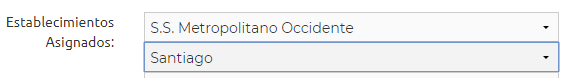 Establecimientos
Asignados:
S.S. Metropolitano Occidente
Santiago